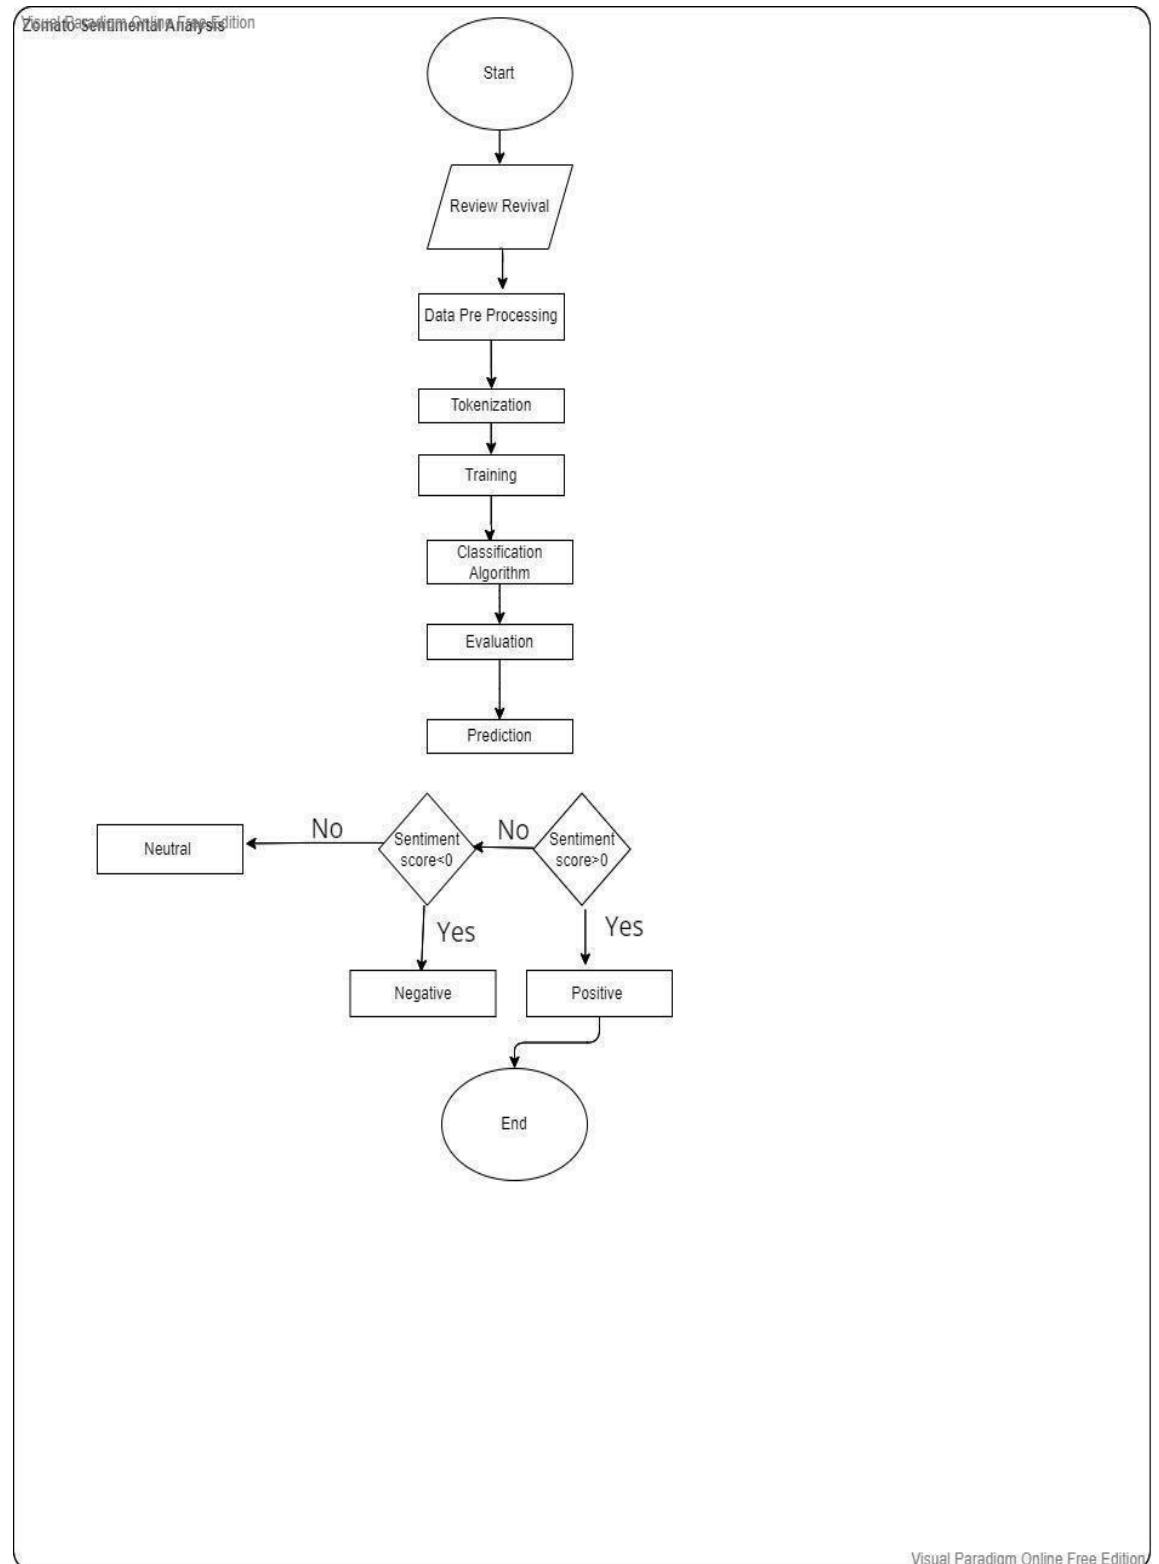 Visual Paradigm Online Free Edition
Zomato Sentimental Analysis
Start
Review Revival
Data Pre Processing
Tokenization
Training
Classification
Algorithm
Evaluation
Prediction
No
No
Neutral
Sentiment
score<0
Sentiment
score>0
Yes
Yes
Negative
Positive
End
Visual Paradigm Online Free Edition